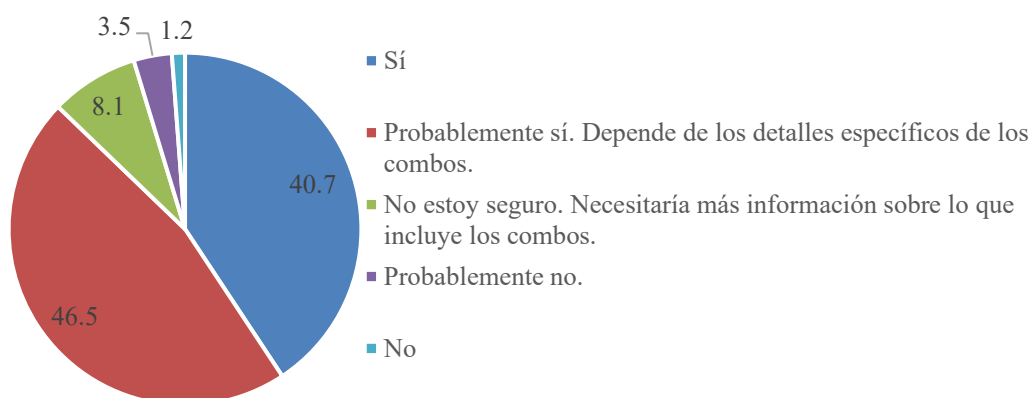 3.5
1.2
8.1
40.7
46.5
Sí
Probablemente sí. Depende de los detalles específicos de los
combos.
No estoy seguro. Necesitaría más información sobre lo que
incluye los combos.
Probablemente no.
No